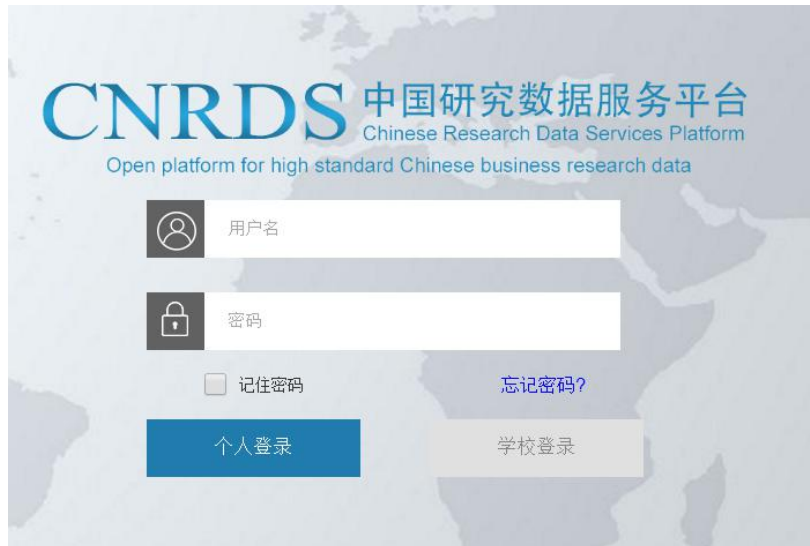 CNRDS 中国研究数据服务平台
Chinese Research Data Services Platform
Open platform for high standard Chinese business research data
用户名
密码
记住密码 忘记密码?
个人登录 学校登录